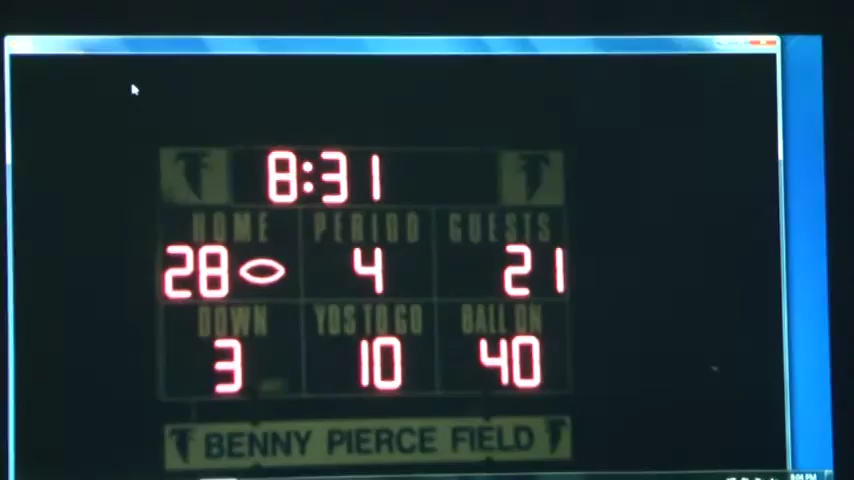 8:31
HOME PERIOD GUESTS
28 4 21
DOWN YDS TO GO BALL ON
3 10 40
BENNY PIERCE FIELD